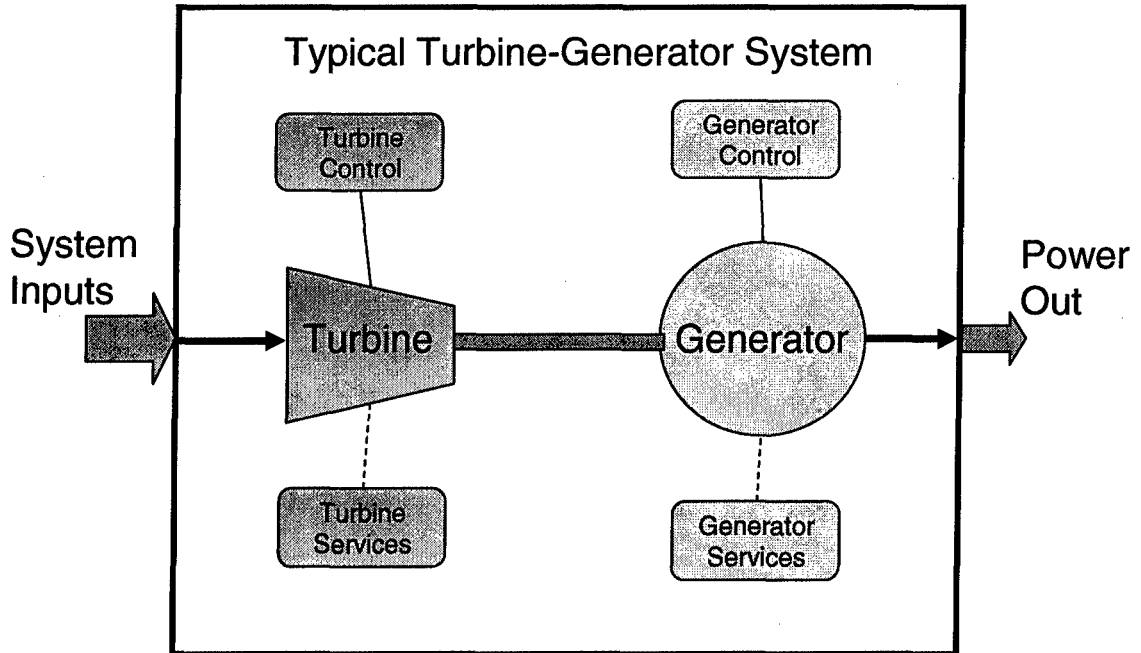 Typical Turbine-Generator System
Turbine
Control
Generator
Control
System
Inputs
Turbine
Generator
Power
Out
Turbine
Services
Generator
Services